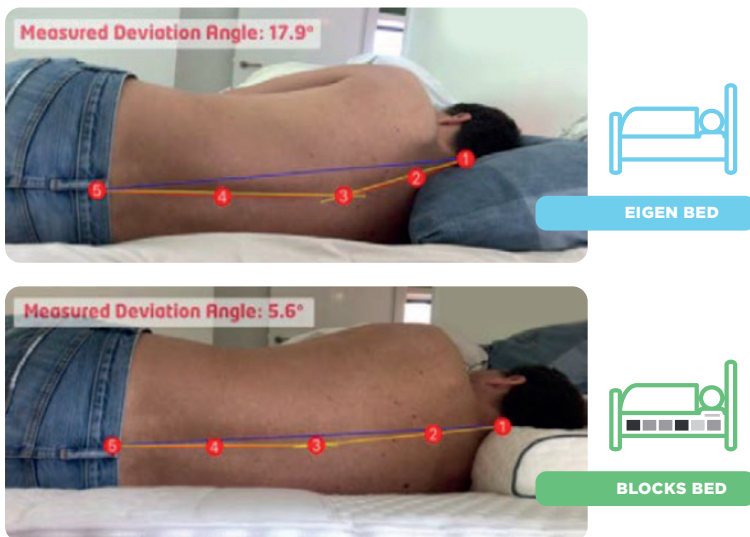 Measured Deviation Angle: 17.9°
1
2
3
4
5
EIGEN BED
Measured Deviation Angle: 5.6°
1
2
3
4
5
BLOCKS BED